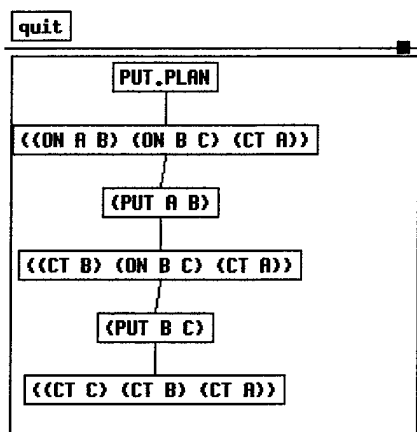 quit
PUT.PLAN
((ON A B) (ON B C) (CT A))
(PUT A B)
((CT B) (ON B C) (CT A))
(PUT B C)
((CT C) (CT B) (CT A))